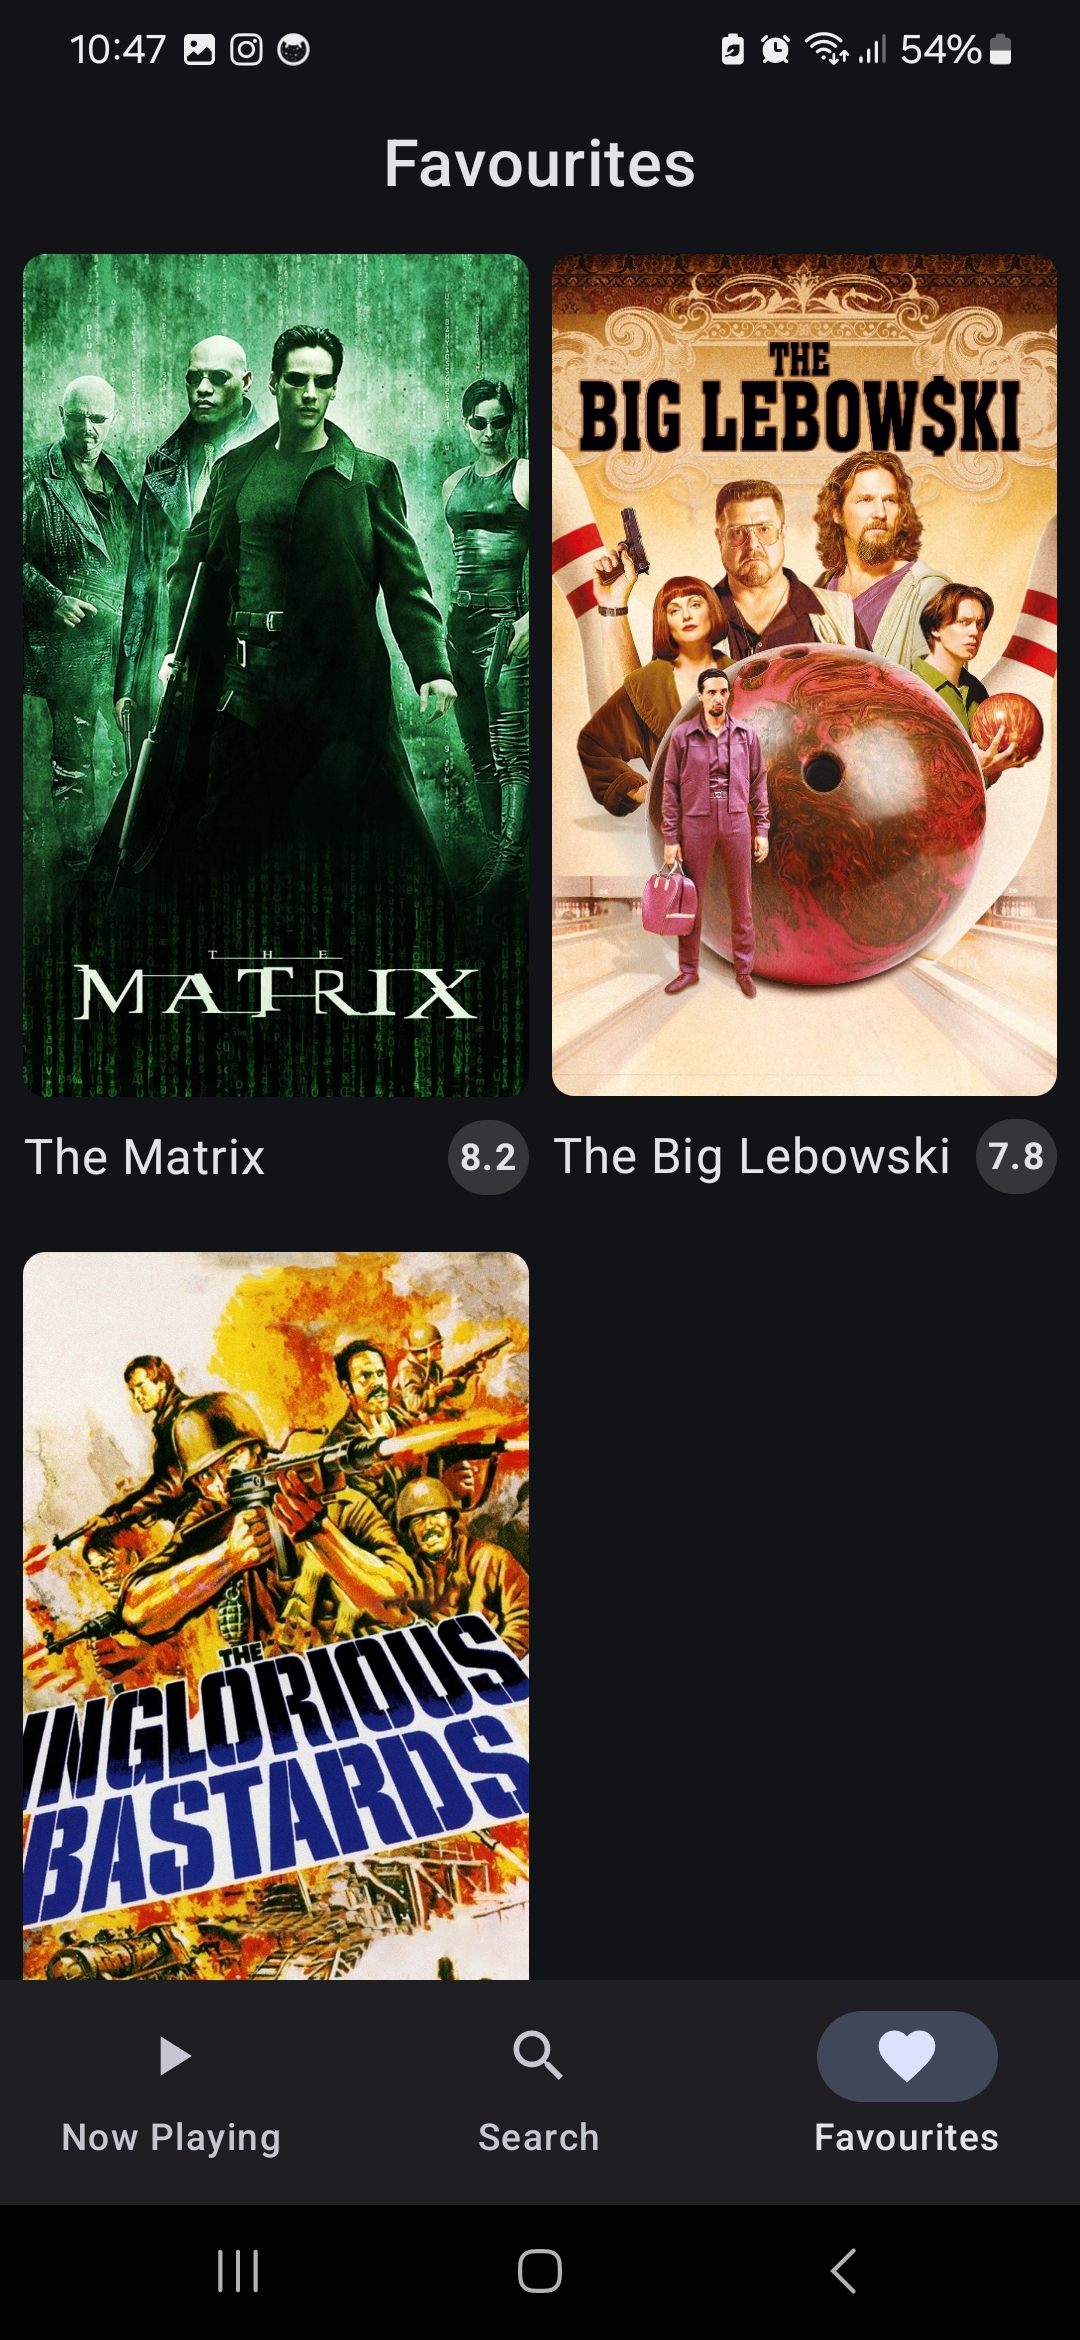 10:47
54%
Favourites
THE
MATRIX
THE
BIG LEBOW$KI
The Matrix
8.2
The Big Lebowski
7.8
THE
INGLORIOUS
BASTARDS
Now Playing
Search
Favourites